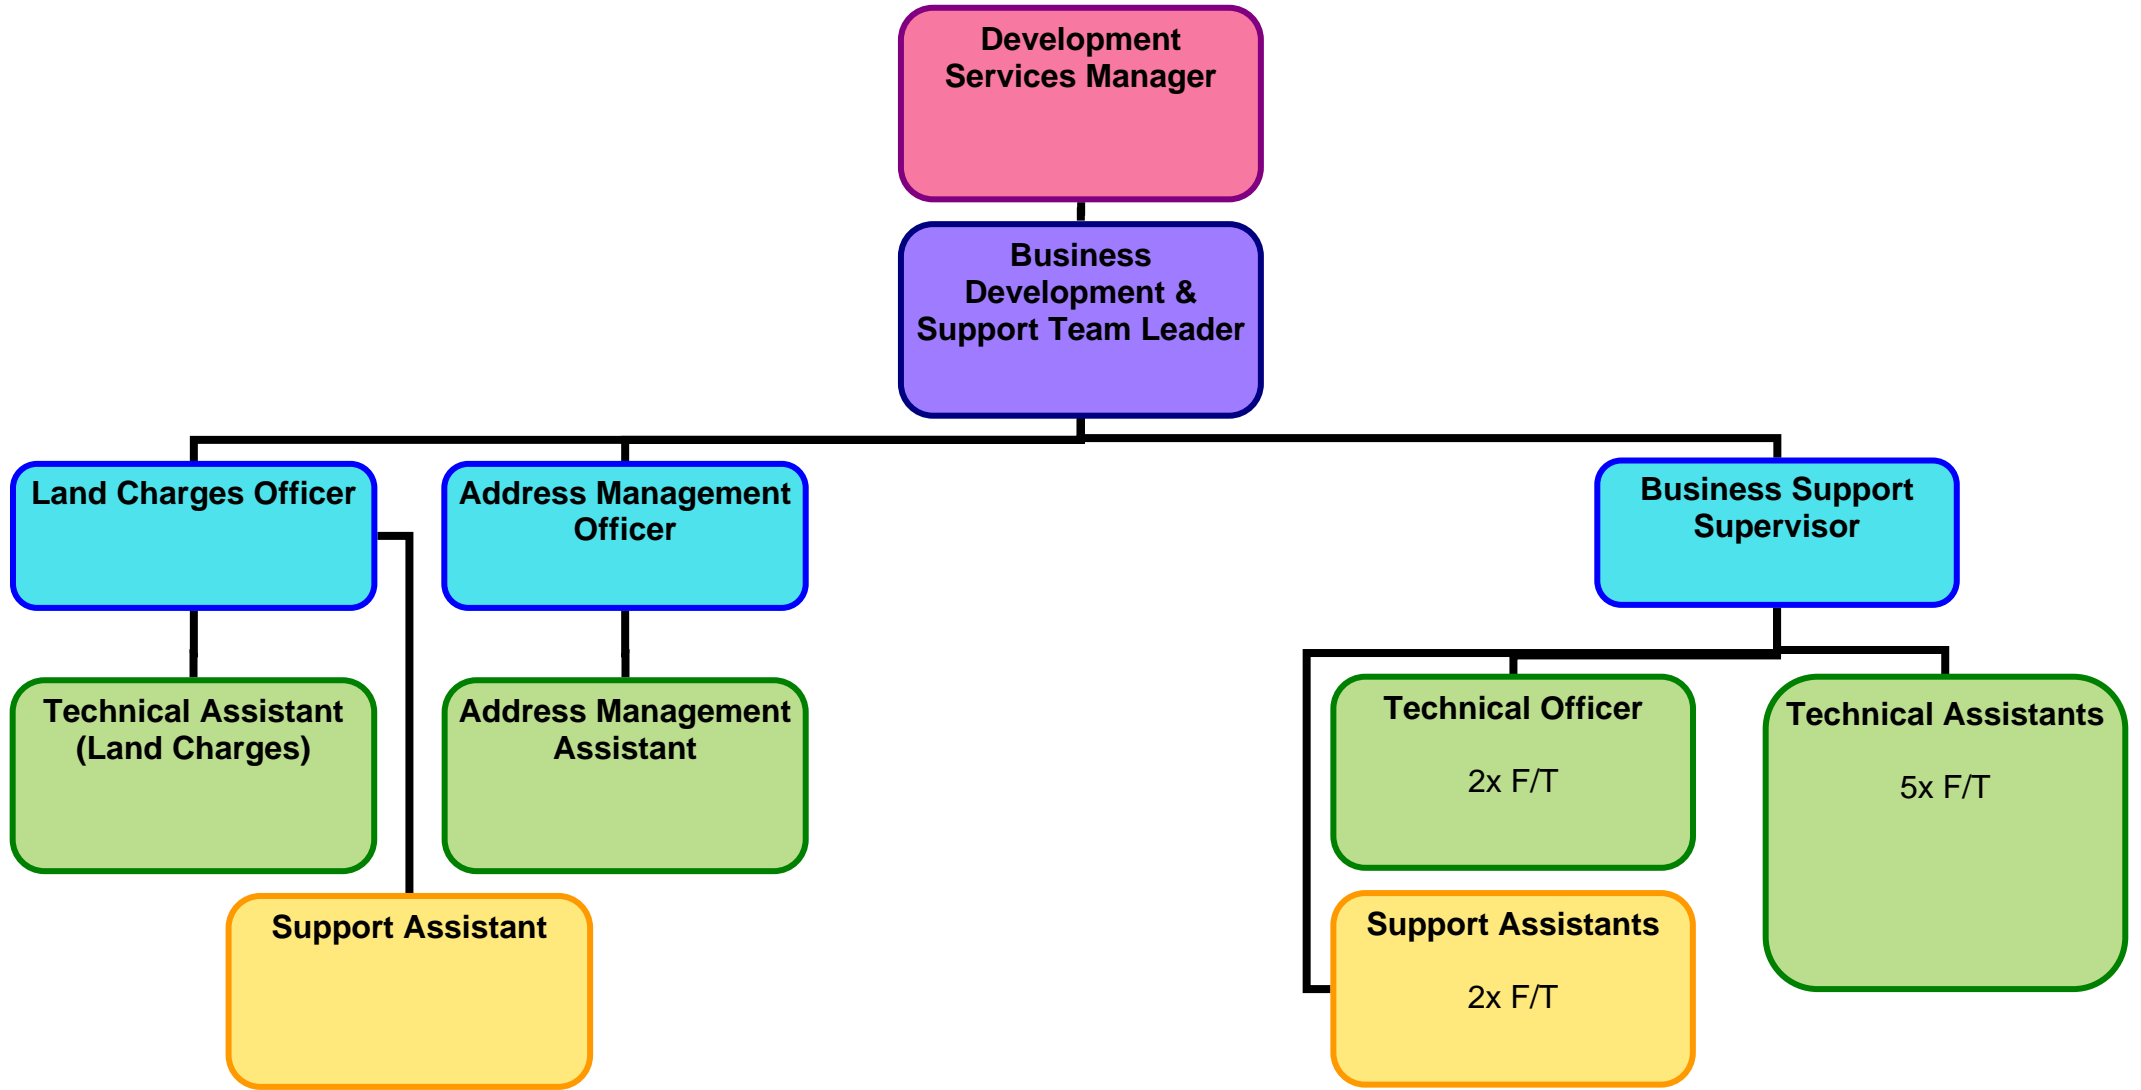 Development
Services Manager
Business
Development &
Support Team Leader
Land Charges Officer
Address Management
Officer
Business Support
Supervisor
Technical Assistant
(Land Charges)
Address Management
Assistant
Technical Officer
2x F/T
Technical Assistants
5x F/T
Support Assistant
Support Assistants
2x F/T